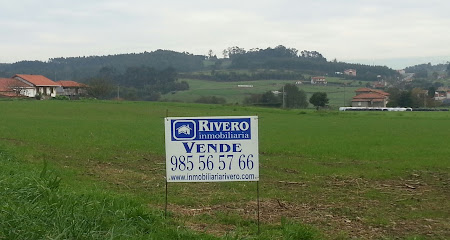 RIVERO
inmobiliaria
VENDE
985 56 57 66
www.inmobiliariarivero.com